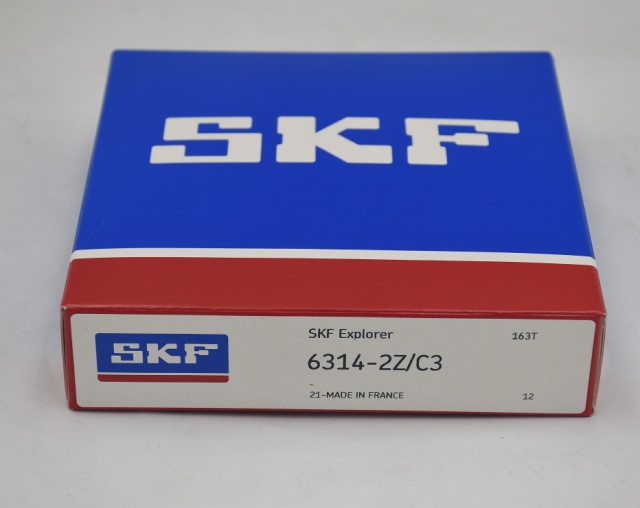 SKF
SKF
SKF Explorer
163T
6314-2Z/C3
21-MADE IN FRANCE
12